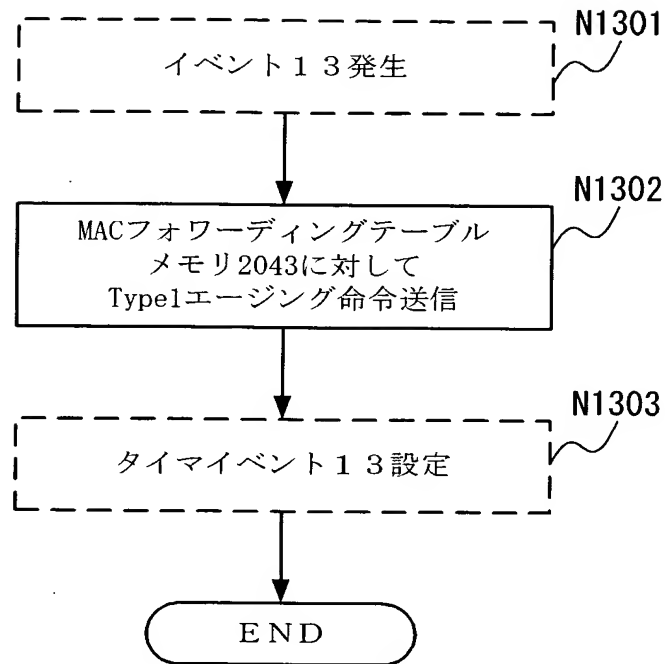 N1301
イベント１３発生
N1302
MACフォワーディングテーブル
メモリ2043に対して
Type1エージング命令送信
N1303
タイマイベント１３設定
ＥＮＤ